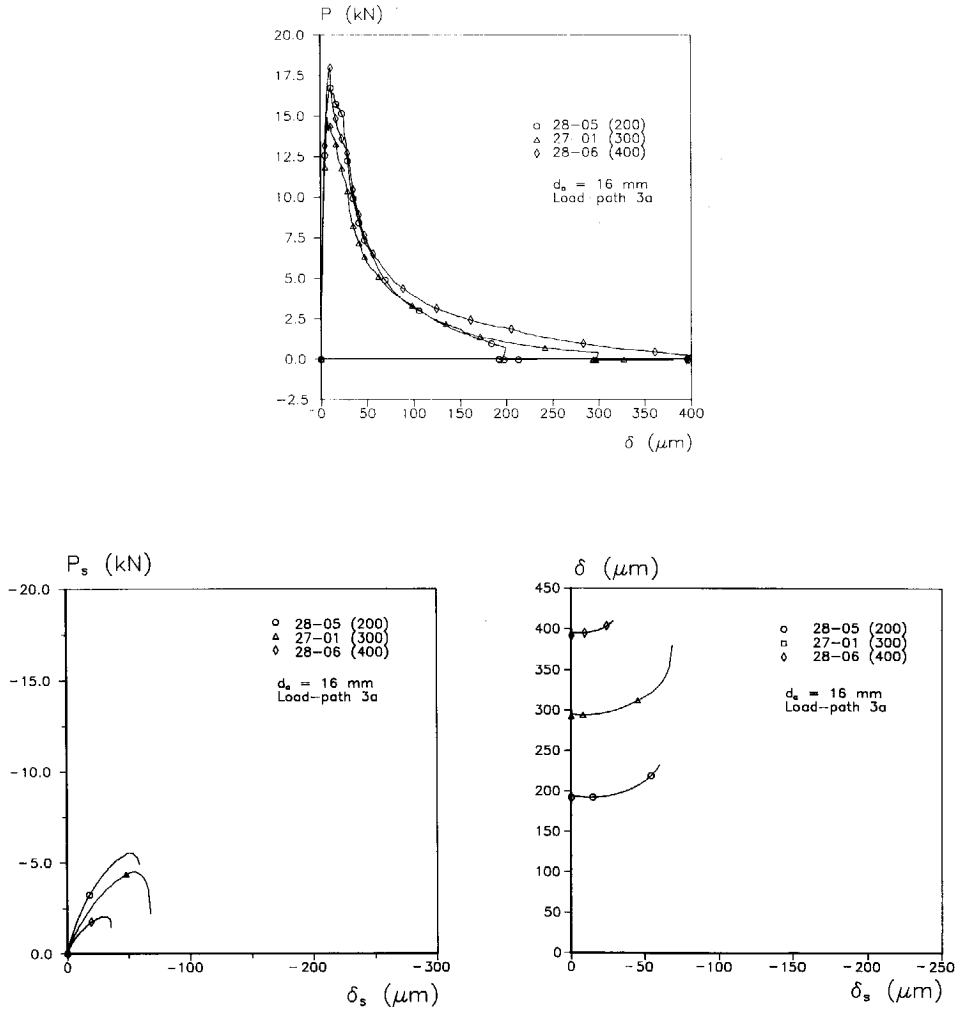 P (kN)
20.0
17.5
15.0
12.5
10.0
7.5
5.0
2.5
0.0
-2.5
28-05 (200)
27-01 (300)
28-06 (400)
dₐ = 16 mm
Load-path 3a
0 50 100 150 200 250 300 350 400
δ (μm)
Pₛ (kN)
-20.0
-15.0
-10.0
-5.0
0.0
28-05 (200)
27-01 (300)
28-06 (400)
dₐ = 16 mm
Load-path 3a
0 -100 -200 -300
δₛ (μm)
δ (μm)
450
400
350
300
250
200
150
100
50
0
28-05 (200)
27-01 (300)
28-06 (400)
dₐ = 16 mm
Load-path 3a
0 -50 -100 -150 -200 -250
δₛ (μm)